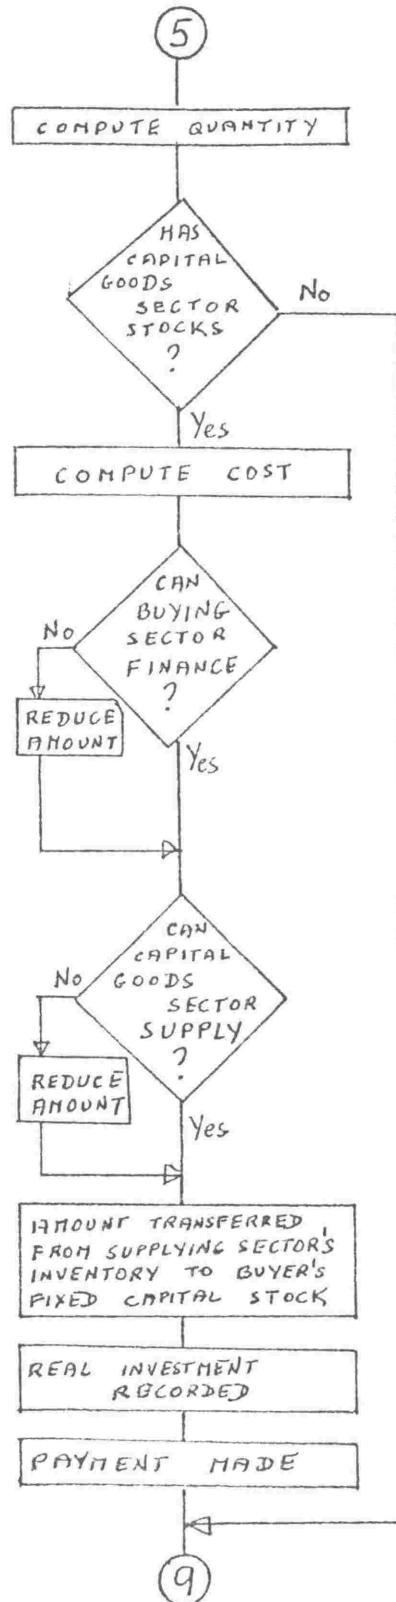 5
COMPUTE QUANTITY
HAS
CAPITAL
GOODS
SECTOR
STOCKS
?
No
Yes
COMPUTE COST
CAN
BUYING
SECTOR
FINANCE
?
No
REDUCE
AMOUNT
Yes
CAN
CAPITAL
GOODS
SECTOR
SUPPLY
?
No
REDUCE
AMOUNT
Yes
AMOUNT TRANSFERRED
FROM SUPPLYING SECTOR'S
INVENTORY TO BUYER'S
FIXED CAPITAL STOCK
REAL INVESTMENT
RECORDED
PAYMENT MADE
9